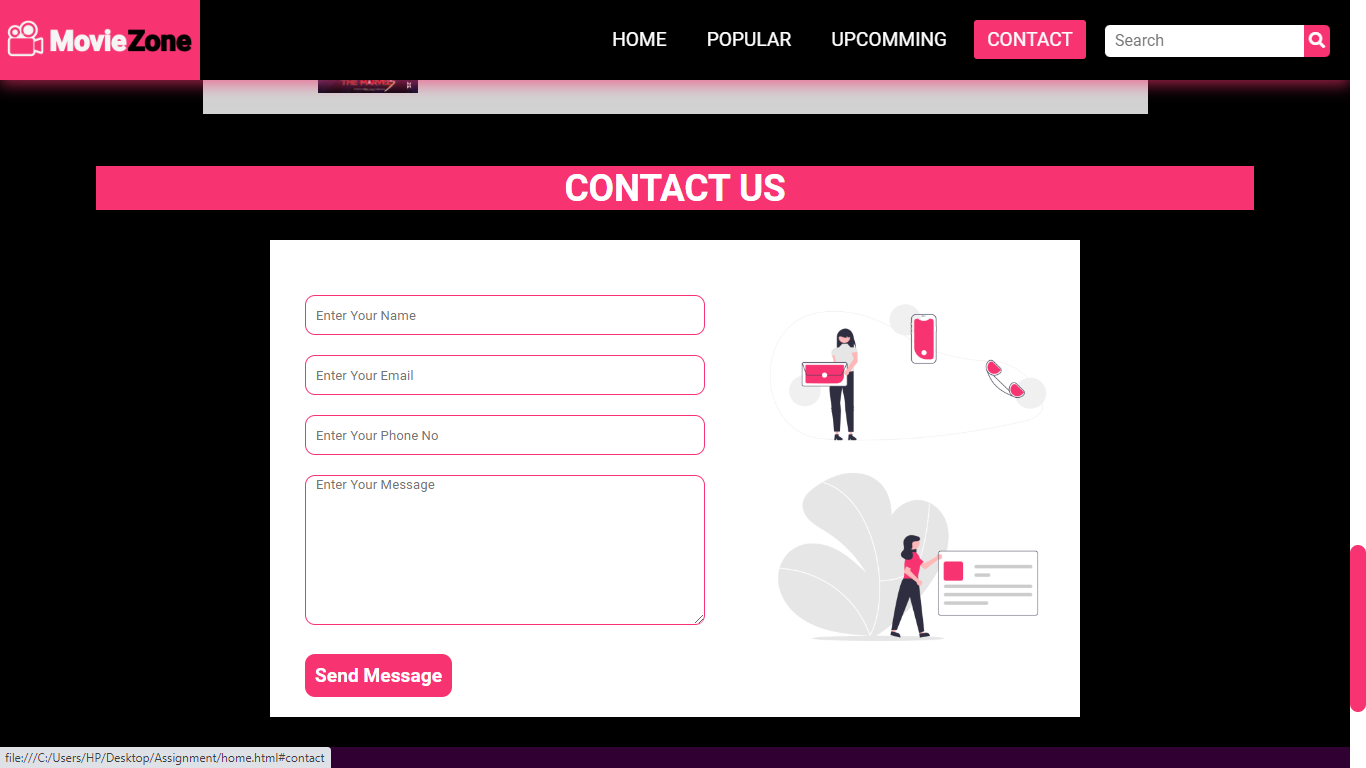 MovieZone
HOME POPULAR UPCOMMING CONTACT Search
CONTACT US
Enter Your Name
Enter Your Email
Enter Your Phone No
Enter Your Message
Send Message
file:///C:/Users/HP/Desktop/Assignment/home.html#contact